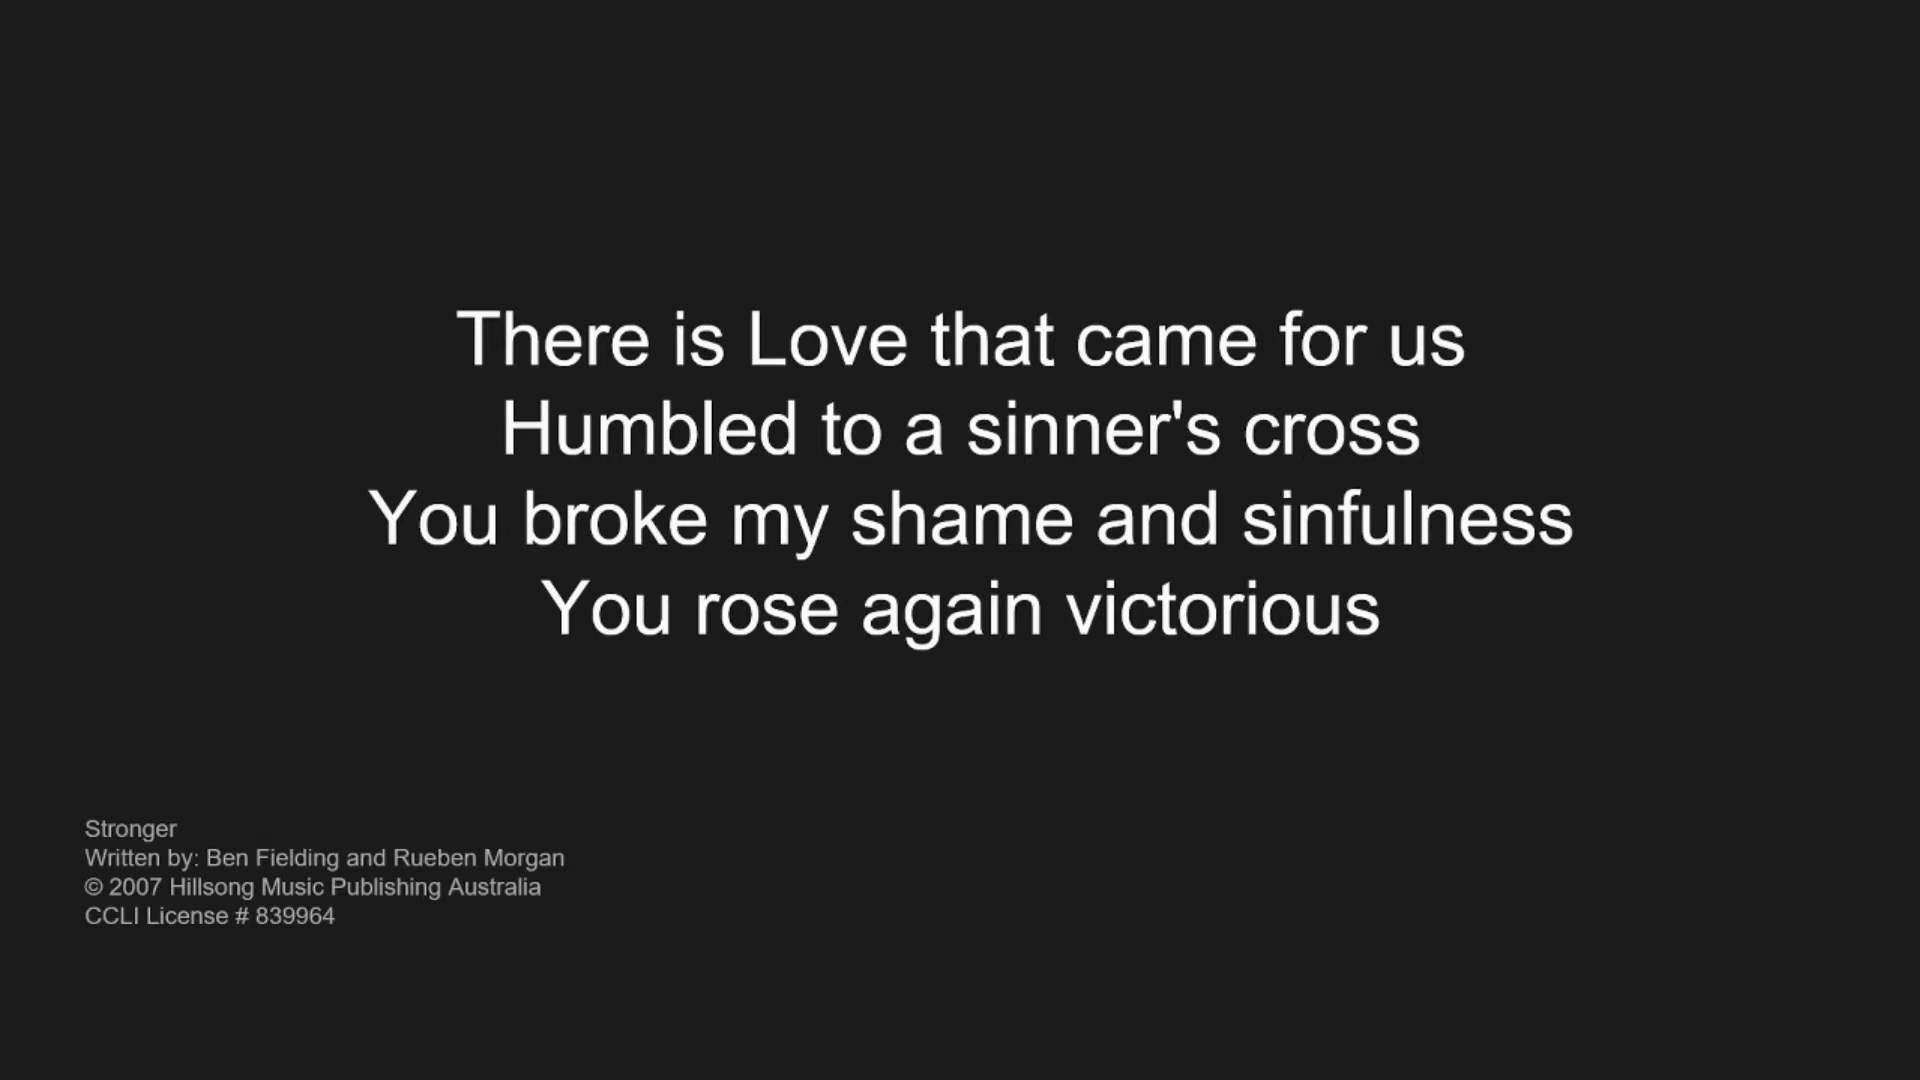 There is Love that came for us
Humbled to a sinner's cross
You broke my shame and sinfulness
You rose again victorious
Stronger
Written by: Ben Fielding and Rueben Morgan
© 2007 Hillsong Music Publishing Australia
CCLI License # 839964